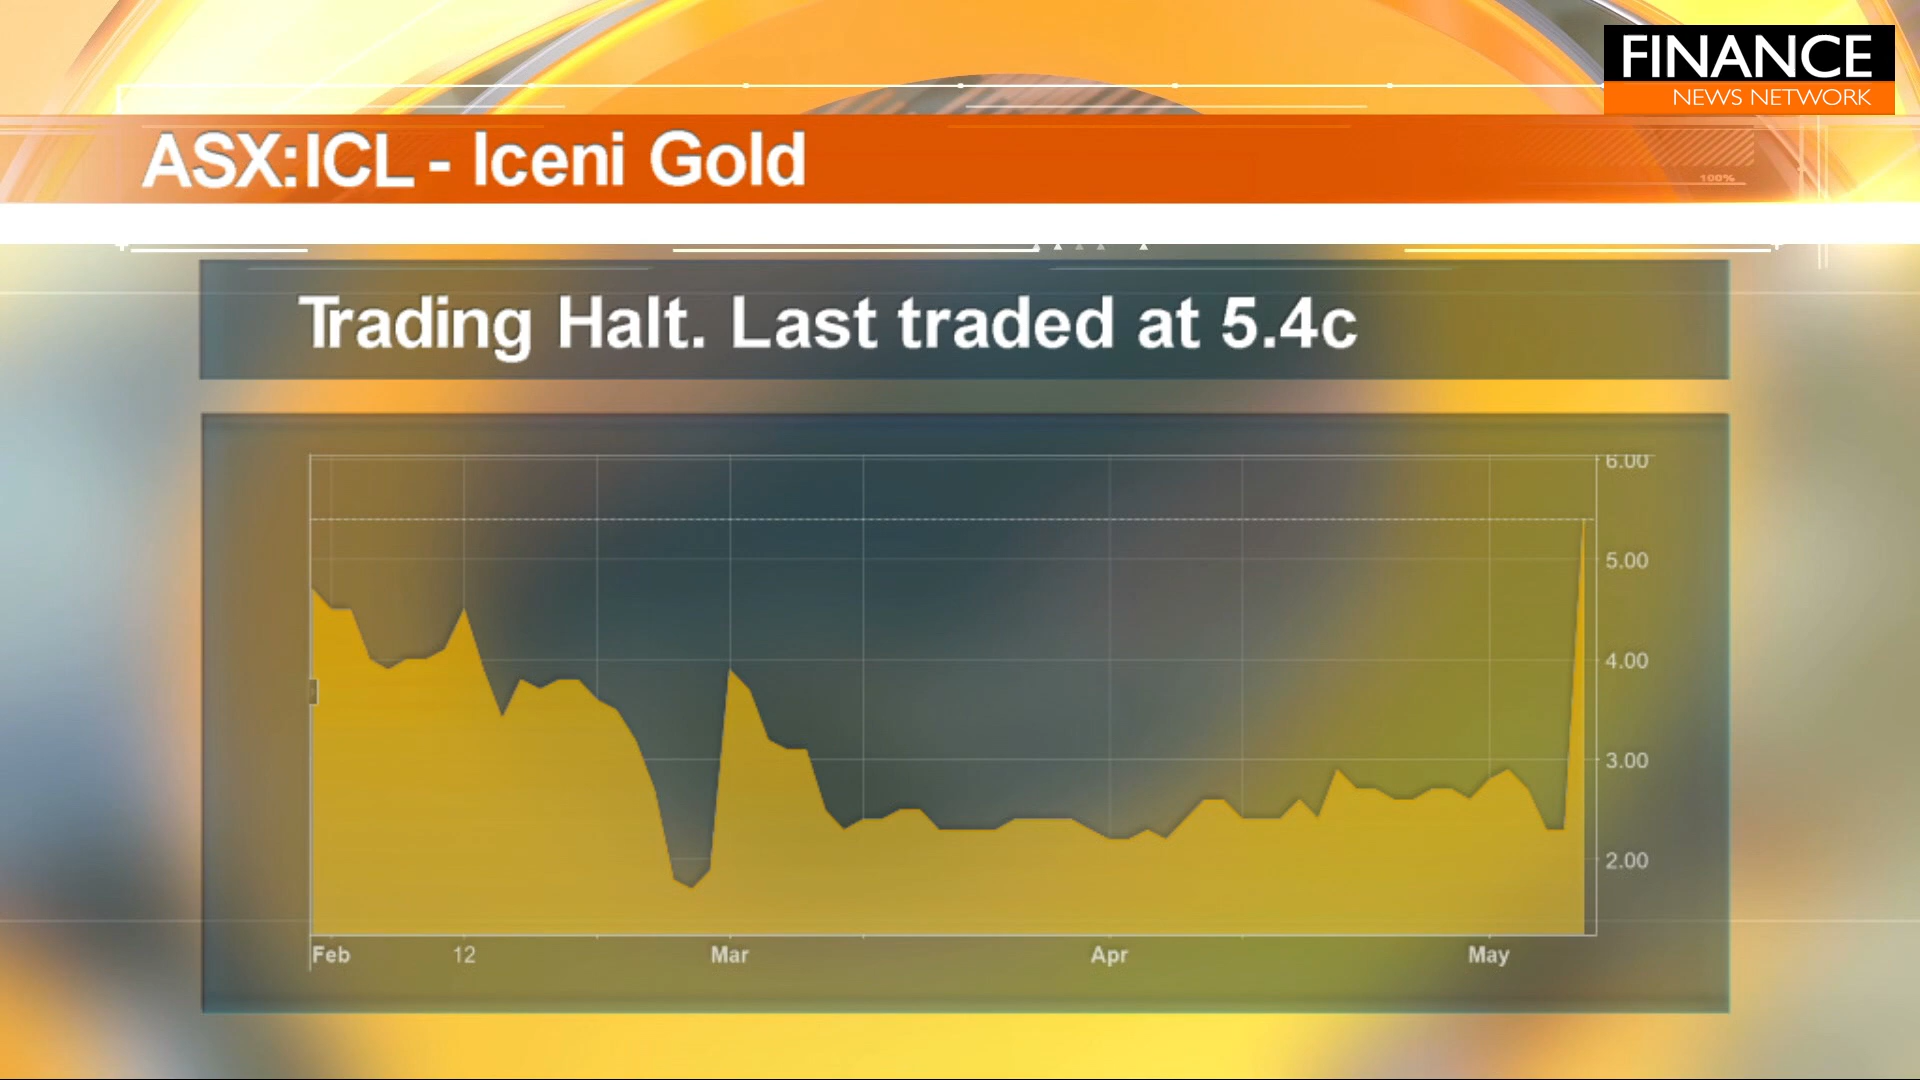 FINANCE
NEWS NETWORK
ASX:ICL - Iceni Gold
100%
Trading Halt. Last traded at 5.4c
6.00
5.00
4.00
3.00
2.00
Feb 12 Mar Apr May